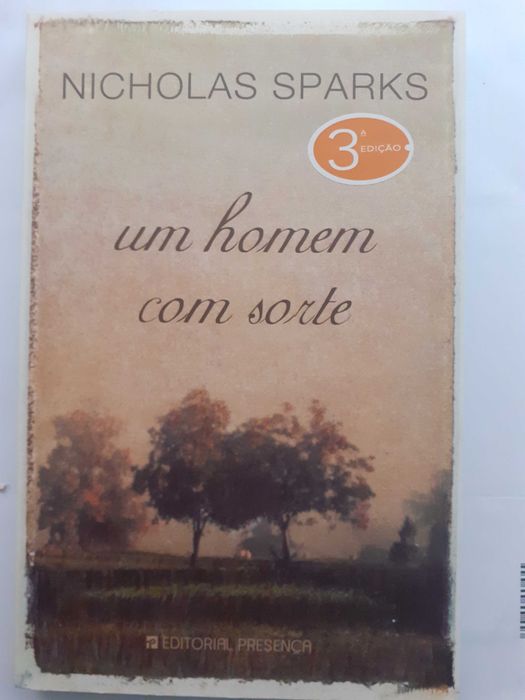 NICHOLAS SPARKS
3ª EDIÇÃO
um homem
com sorte
EDITORIAL PRESENÇA